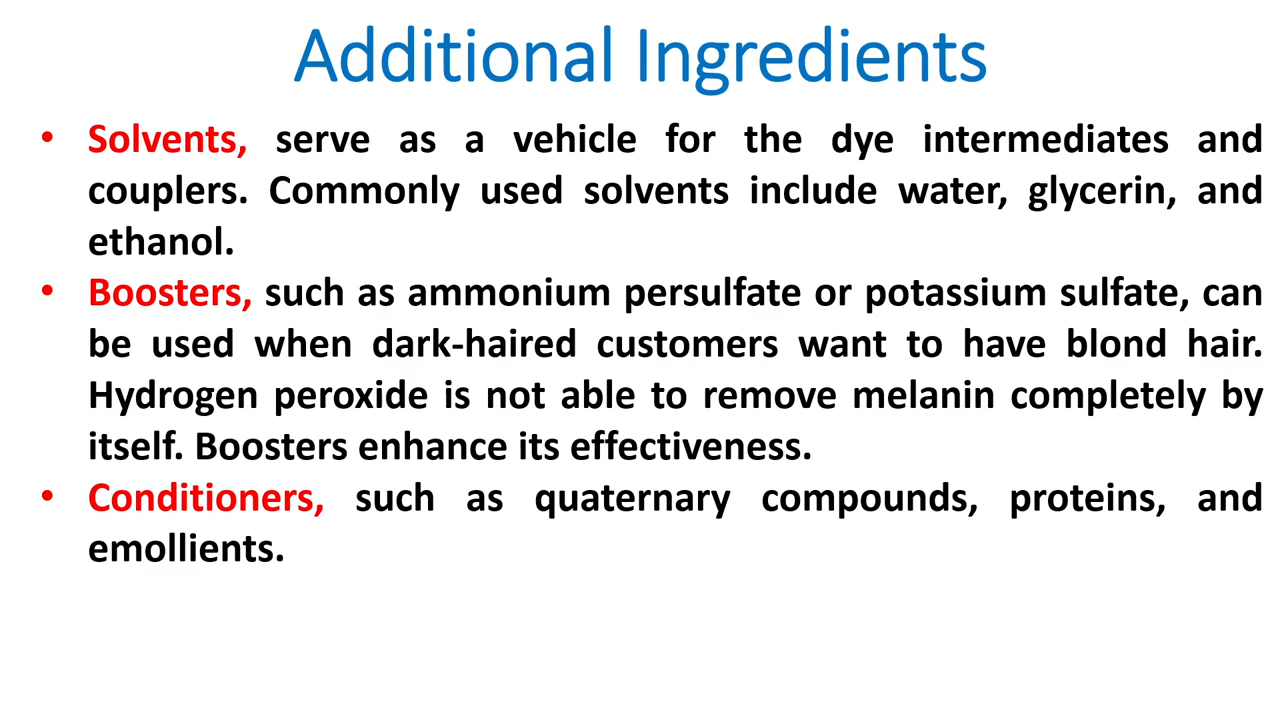 Additional Ingredients
• Solvents, serve as a vehicle for the dye intermediates and
couplers. Commonly used solvents include water, glycerin, and
ethanol.
• Boosters, such as ammonium persulfate or potassium sulfate, can
be used when dark-haired customers want to have blond hair.
Hydrogen peroxide is not able to remove melanin completely by
itself. Boosters enhance its effectiveness.
• Conditioners, such as quaternary compounds, proteins, and
emollients.